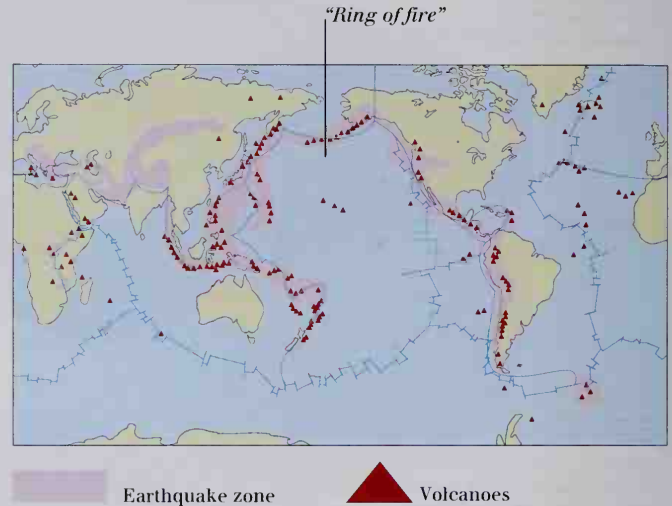 “Ring of fire”
Earthquake zone
Volcanoes